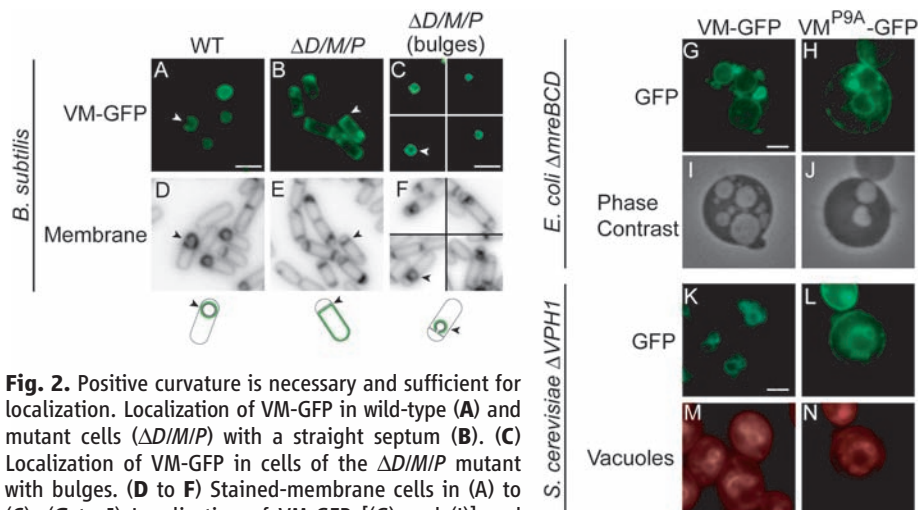 WT
ΔD/M/P
ΔD/M/P
(bulges)
B. subtilis
VM-GFP
A
B
C
Membrane
D
E
F
VM-GFP
VM^P9A-GFP
E. coli ΔmreBCD
GFP
G
H
Phase
Contrast
I
J
S. cerevisiae ΔVPH1
GFP
K
L
Vacuoles
M
N
Fig. 2. Positive curvature is necessary and sufficient for
localization. Localization of VM-GFP in wild-type (A) and
mutant cells (ΔD/M/P) with a straight septum (B). (C)
Localization of VM-GFP in cells of the ΔD/M/P mutant
with bulges. (D to F) Stained-membrane cells in (A) to